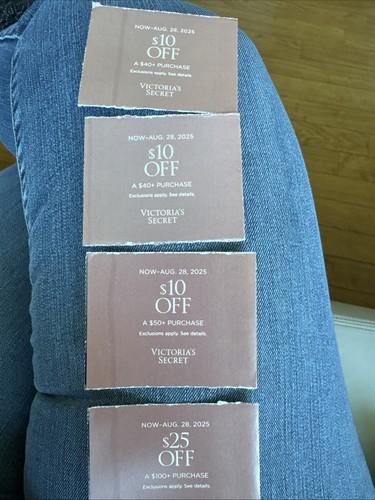 NOW–AUG. 28, 2025
$10
OFF
A $40+ PURCHASE
Exclusions apply. See details.
VICTORIA'S
SECRET
NOW–AUG. 28, 2025
$10
OFF
A $40+ PURCHASE
Exclusions apply. See details.
VICTORIA'S
SECRET
NOW–AUG. 28, 2025
$10
OFF
A $50+ PURCHASE
Exclusions apply. See details.
VICTORIA'S
SECRET
NOW–AUG. 28, 2025
$25
OFF
A $100+ PURCHASE
Exclusions apply. See details.